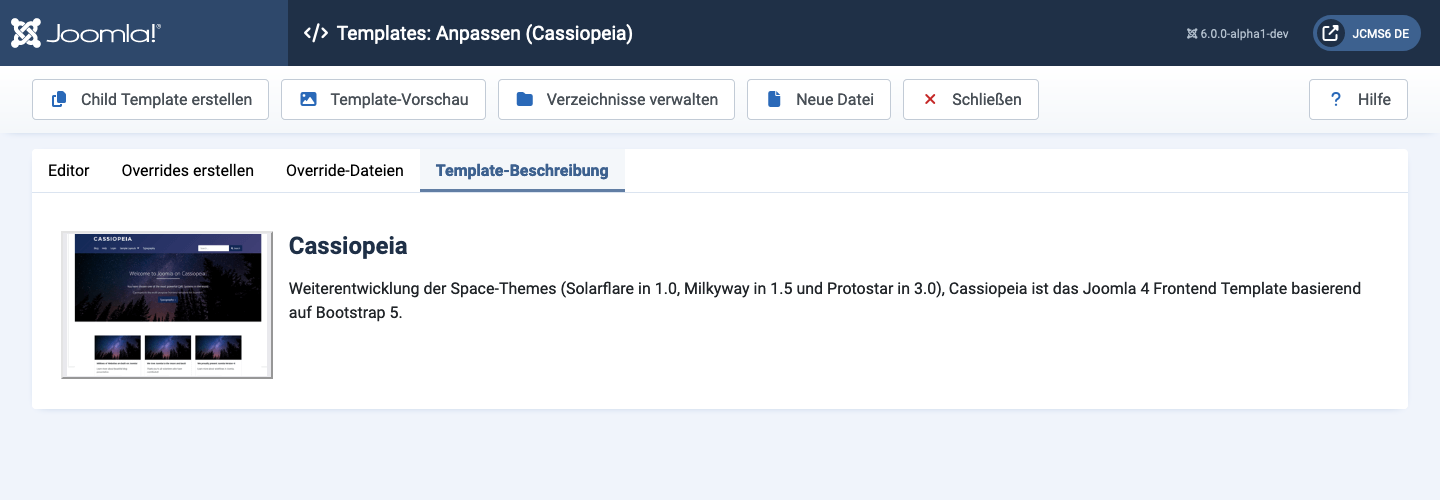 Joomla!®
Templates: Anpassen (Cassiopeia)
6.0.0-alpha1-dev
JCMS6 DE
Child Template erstellen
Template-Vorschau
Verzeichnisse verwalten
Neue Datei
Schließen
? Hilfe
Editor
Overrides erstellen
Override-Dateien
Template-Beschreibung
CASSIOPEIA
Welcome to Joomla on Cassiopeia
Cassiopeia
Weiterentwicklung der Space-Themes (Solarflare in 1.0, Milkyway in 1.5 und Protostar in 3.0), Cassiopeia ist das Joomla 4 Frontend Template basierend
auf Bootstrap 5.